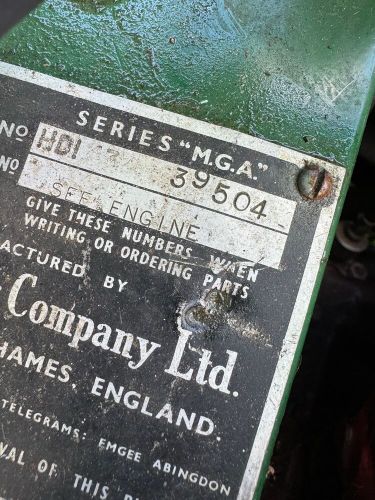 SERIES "M.G.A."
No HD1 39504
No SEE ENGINE
GIVE THESE NUMBERS WHEN
WRITING OR ORDERING PARTS
ACTURED BY
Company Ltd.
HAMES, ENGLAND.
TELEGRAMS: EMGEE ABINGDON
VAL OF THIS P